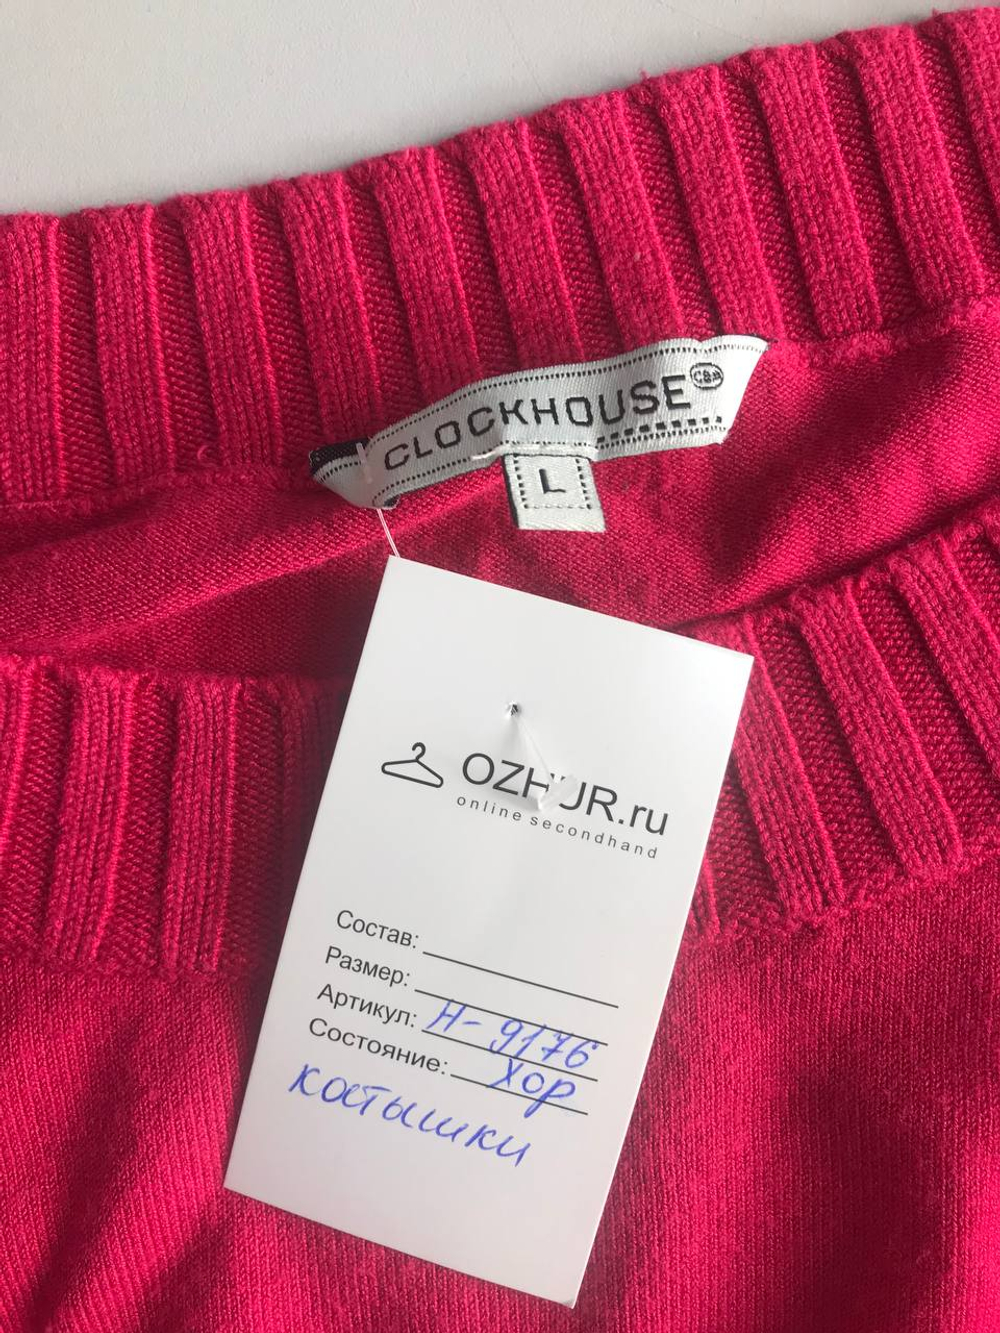 CLOCKHOUSE C&A
L
OZHUR.ru
online secondhand
Состав:
Размер:
Артикул: Н-9176
Состояние: Хор
катышки